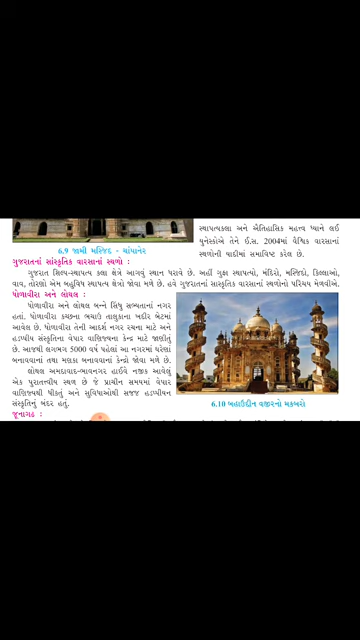 સ્થાપત્યકલા અને ઐતિહાસિક મહત્ત્વ ધ્યાને લઈ
યુનેસ્કોએ તેને ઈ.સ. 2004માં વૈશ્વિક વારસાનાં
સ્થળોની યાદીમાં સમાવિષ્ટ કરેલ છે.
6.9 જામી મસ્જિદ - ચાંપાનેર
ગુજરાતનાં સાંસ્કૃતિક વારસાનાં સ્થળો :
ગુજરાત શિલ્પ-સ્થાપત્ય કલા ક્ષેત્રે આગવું સ્થાન ધરાવે છે. અહીં ગુફા સ્થાપત્યો, મંદિરો, મસ્જિદો, કિલ્લાઓ,
વાવ, તોરણો એમ બહુવિધ સ્થાપત્ય ક્ષેત્રો જોવા મળે છે. હવે ગુજરાતનાં સાંસ્કૃતિક વારસાનાં સ્થળોનો પરિચય મેળવીએ.
ધોળાવીરા અને લોથલ :
ધોળાવીરા અને લોથલ બન્ને સિંધુ સભ્યતાનાં નગર
હતાં. ધોળાવીરા કચ્છના ભચાઉ તાલુકાના ખદીર બેટમાં
આવેલ છે. ધોળાવીરા તેની આદર્શ નગર રચના માટે અને
હડપ્પીય સંસ્કૃતિના વેપાર વાણિજ્યના કેન્દ્ર માટે જાણીતું
છે. આજથી લગભગ 5000 વર્ષ પહેલાં આ નગરમાં ઘરેણાં
બનાવવાનાં તથા મણકા બનાવવાનાં કેન્દ્રો જોવા મળે છે.
લોથલ અમદાવાદ-ભાવનગર હાઈવે નજીક આવેલું
એક પુરાતત્ત્વીય સ્થળ છે જે પ્રાચીન સમયમાં વેપાર
વાણિજ્યથી ધીકતું અને સુવિધાઓથી સજ્જ હડપ્પીયન
સંસ્કૃતિનું બંદર હતું.
6.10 બહાઉદ્દીન વજીરનો મકબરો
જૂનાગઢ :